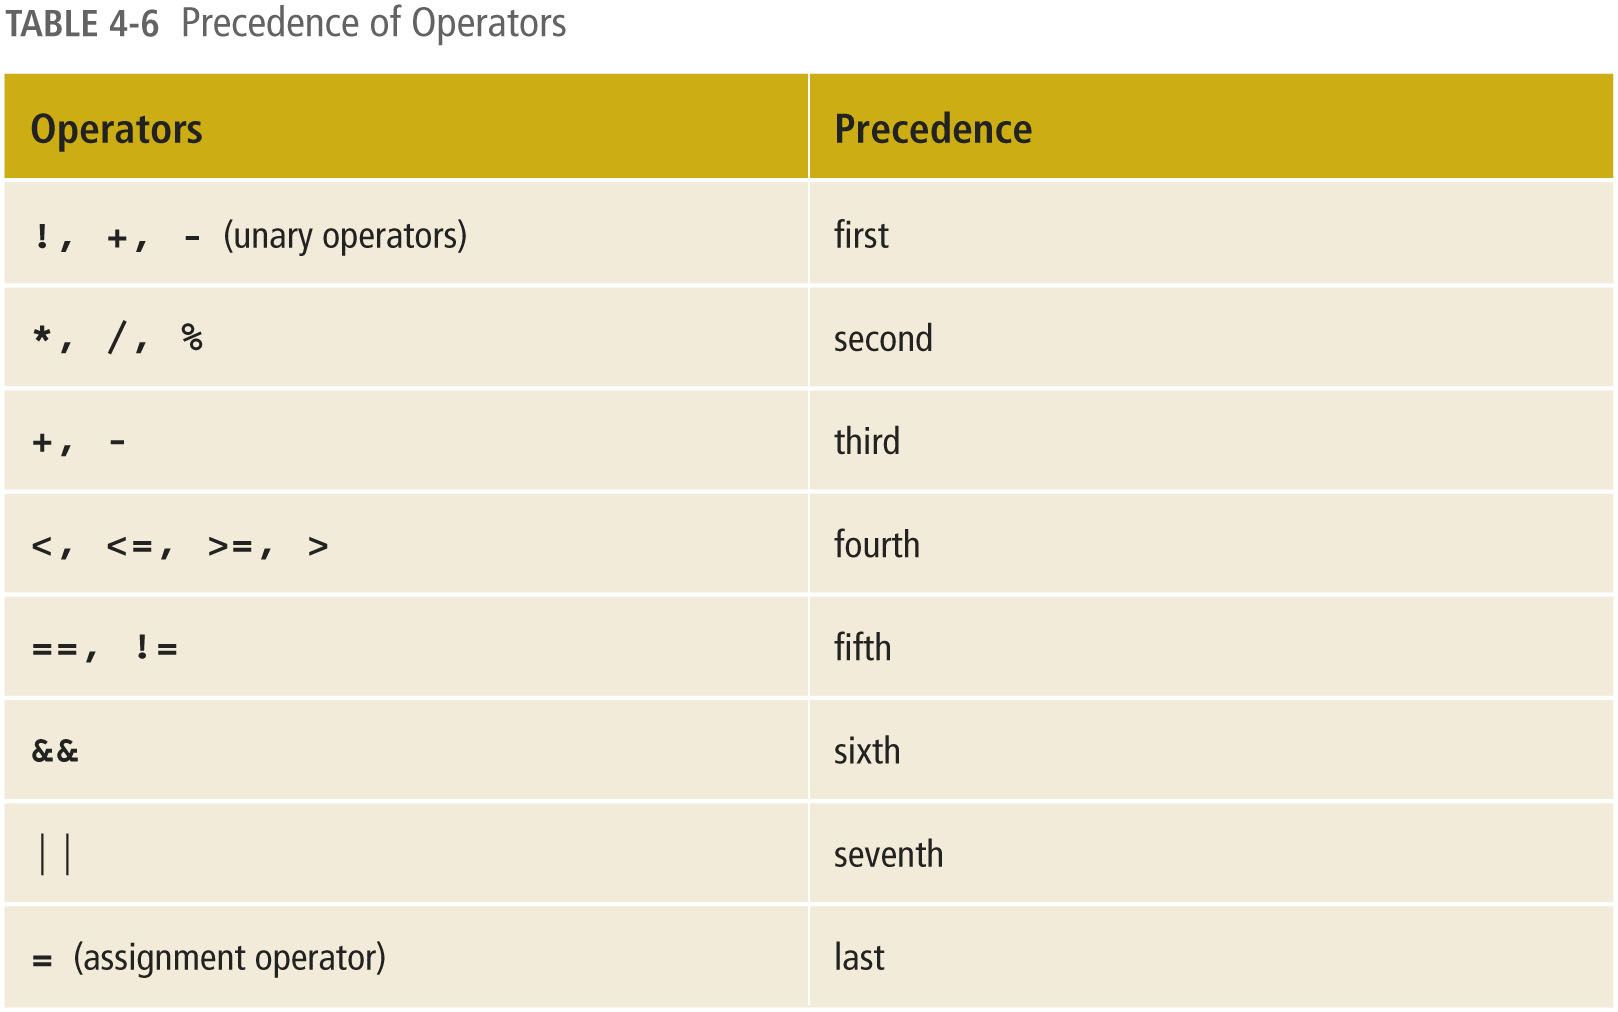 TABLE 4-6 Precedence of Operators
Operators Precedence
!, +, - (unary operators) first
*, /, % second
+, - third
<, <=, >=, > fourth
==, != fifth
&& sixth
|| seventh
= (assignment operator) last